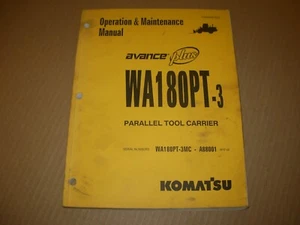 Operation & Maintenance
Manual
avance plus
WA180PT-3
PARALLEL TOOL CARRIER
WA180PT-3MC - A88001
KOMATSU